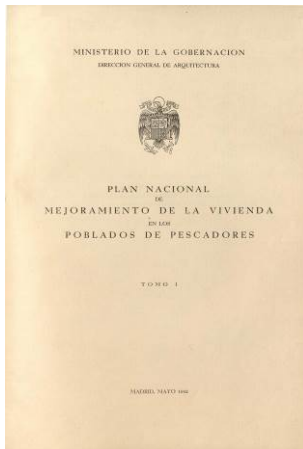 MINISTERIO DE LA GOBERNACION
DIRECCION GENERAL DE ARQUITECTURA
PLAN NACIONAL
DE
MEJORAMIENTO DE LA VIVIENDA
EN LOS
POBLADOS DE PESCADORES
TOMO I
MADRID, MAYO